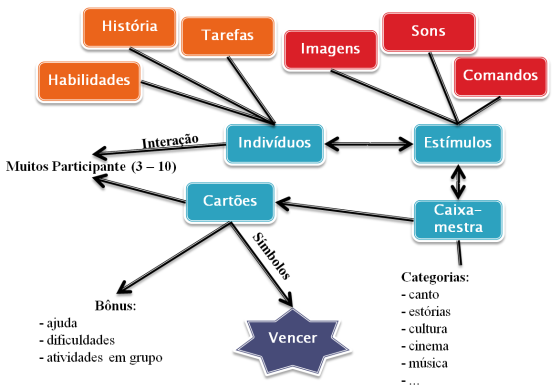 História
Tarefas
Imagens
Sons
Habilidades
Comandos
Interação
Indivíduos
Estímulos
Muitos Participante (3 – 10)
Cartões
Caixa-
mestra
Símbolos
Categorias:
- canto
- estórias
- cultura
- cinema
- música
- ...
Bônus:
- ajuda
- dificuldades
- atividades em grupo
Vencer